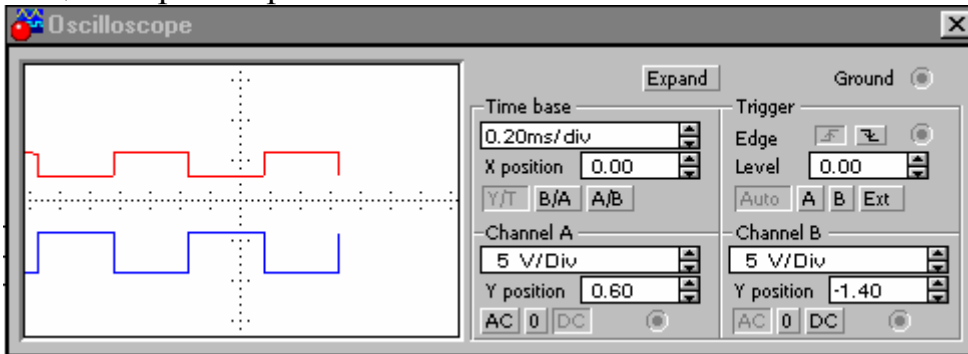 Oscilloscope
Expand
Ground
Time base
0.20ms/div
X position 0.00
Y/T B/A A/B
Trigger
Edge
Level 0.00
Auto A B Ext
Channel A
5 V/Div
Y position 0.60
AC 0 DC
Channel B
5 V/Div
Y position -1.40
AC 0 DC